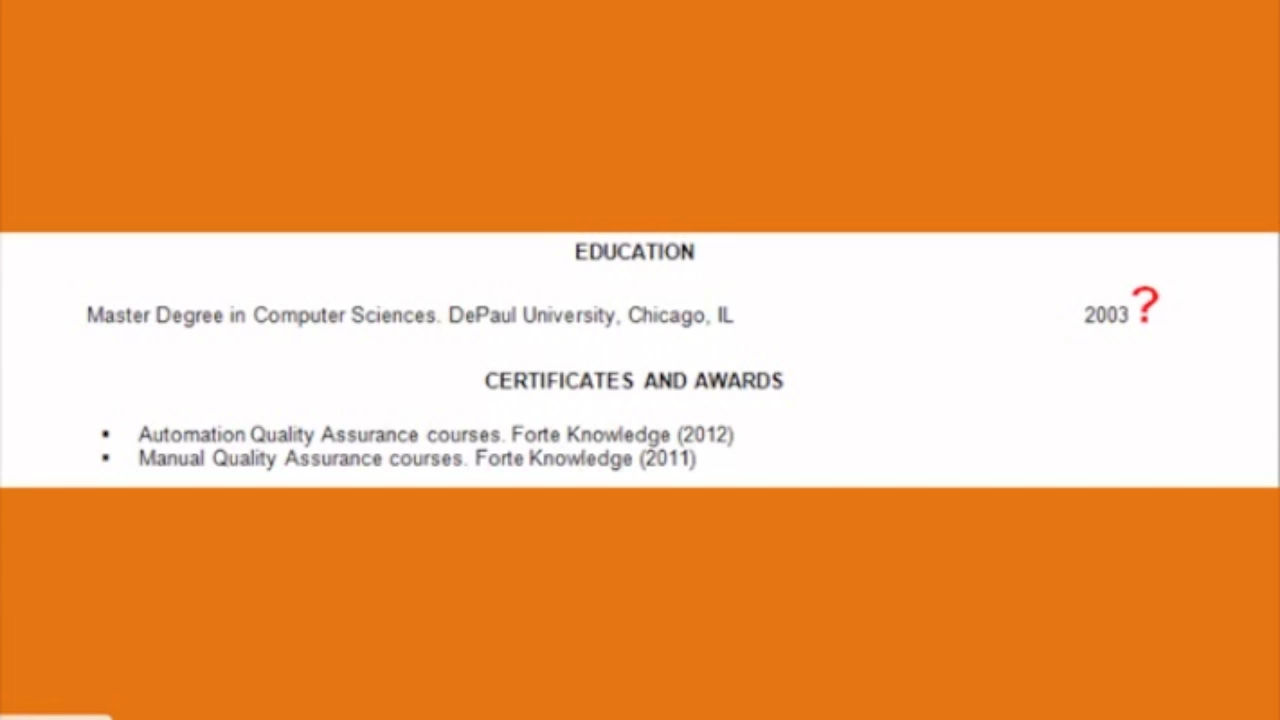 EDUCATION
Master Degree in Computer Sciences. DePaul University, Chicago, IL 2003 ?
CERTIFICATES AND AWARDS
▪ Automation Quality Assurance courses. Forte Knowledge (2012)
▪ Manual Quality Assurance courses. Forte Knowledge (2011)